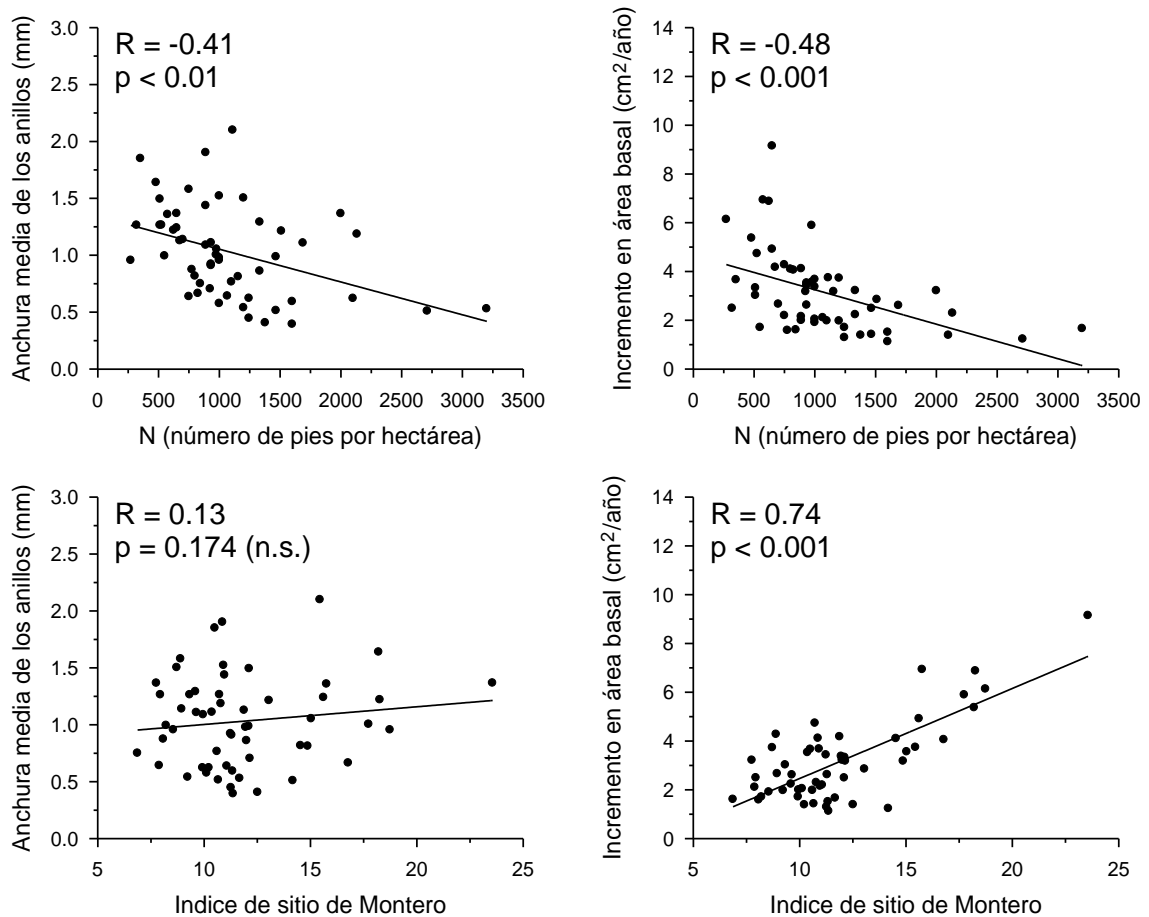 Anchura media de los anillos (mm)
3.0
2.5
2.0
1.5
1.0
0.5
0.0
R = -0.41
p < 0.01
0 500 1000 1500 2000 2500 3000 3500
N (número de pies por hectárea)
Incremento en área basal (cm²/año)
14
12
10
8
6
4
2
0
R = -0.48
p < 0.001
0 500 1000 1500 2000 2500 3000 3500
N (número de pies por hectárea)
Anchura media de los anillos (mm)
3.0
2.5
2.0
1.5
1.0
0.5
0.0
R = 0.13
p = 0.174 (n.s.)
5 10 15 20 25
Indice de sitio de Montero
Incremento en área basal (cm²/año)
14
12
10
8
6
4
2
0
R = 0.74
p < 0.001
5 10 15 20 25
Indice de sitio de Montero